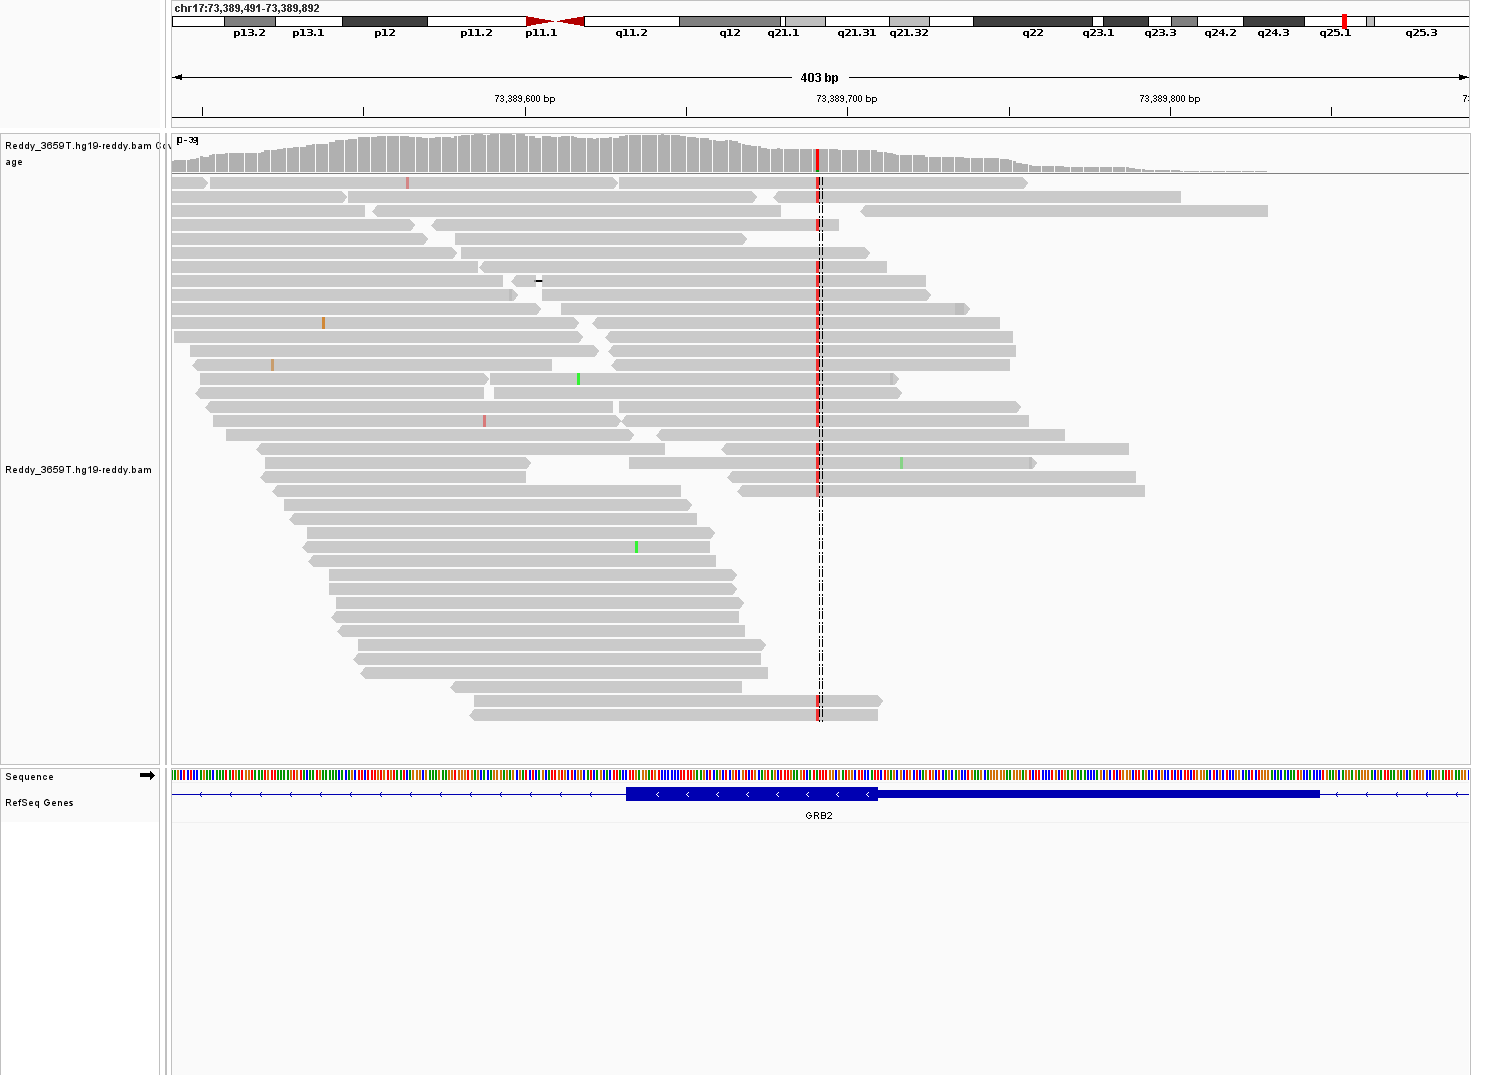 chr17:73,389,491-73,389,892
p13.2 p13.1 p12 p11.2 p11.1 q11.2 q12 q21.1 q21.31 q21.32 q22 q23.1 q23.3 q24.2 q24.3 q25.1 q25.3
403 bp
73,389,600 bp 73,389,700 bp 73,389,800 bp 73
Reddy_3659T.hg19-reddy.bam Cov
age
[0-39]
Reddy_3659T.hg19-reddy.bam
Sequence
RefSeq Genes
GRB2